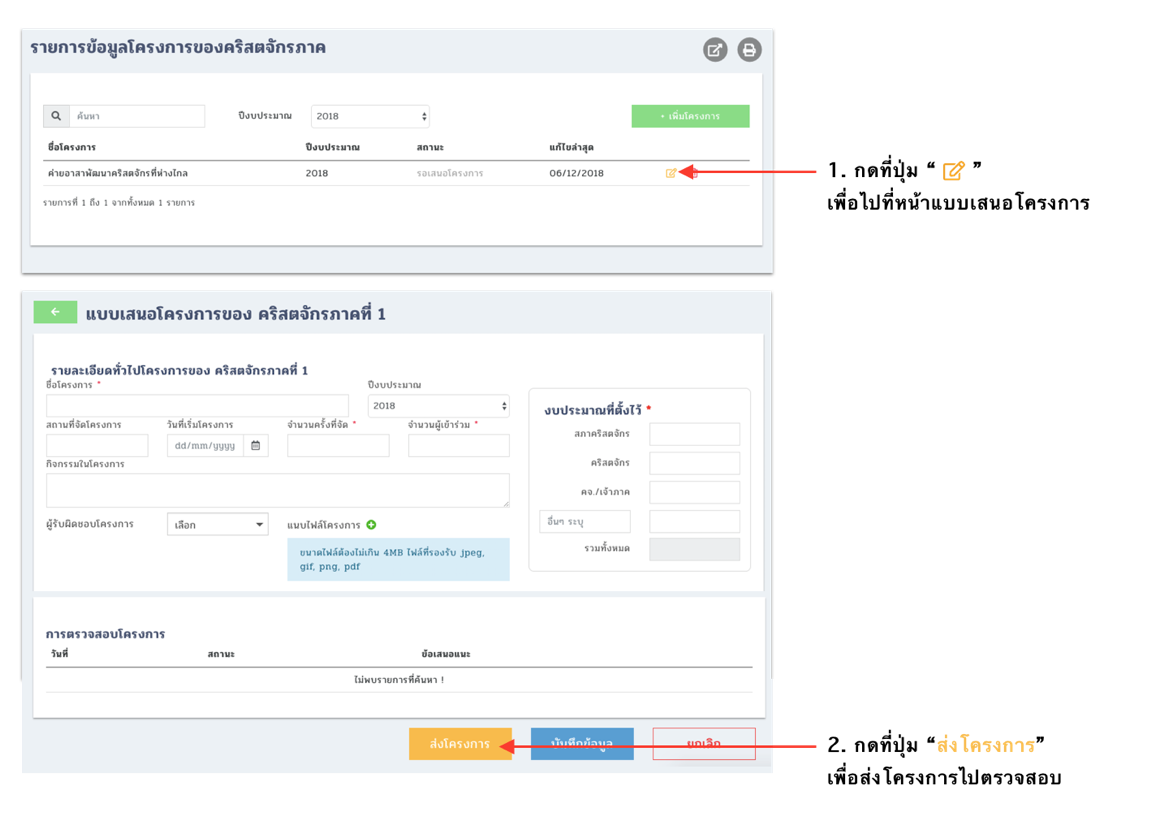 รายการข้อมูลโครงการของคริสตจักรภาค
ค้นหา ปีงบประมาณ 2018 + เพิ่มโครงการ
ชื่อโครงการ ปีงบประมาณ สถานะ แก้ไขล่าสุด
ค่ายอาสาพัฒนาคริสตจักรที่ห่างไกล 2018 รอเสนอโครงการ 06/12/2018
รายการที่ 1 ถึง 1 จากทั้งหมด 1 รายการ
1. กดที่ปุ่ม “ ”
เพื่อไปที่หน้าแบบเสนอโครงการ
แบบเสนอโครงการของ คริสตจักรภาคที่ 1
รายละเอียดทั่วไปโครงการของ คริสตจักรภาคที่ 1
ชื่อโครงการ * ปีงบประมาณ
2018
สถานที่จัดโครงการ วันที่เริ่มโครงการ จำนวนครั้งที่จัด * จำนวนผู้เข้าร่วม *
dd/mm/yyyy
กิจกรรมในโครงการ
ผู้รับผิดชอบโครงการ เลือก แนบไฟล์โครงการ
ขนาดไฟล์ต้องไม่เกิน 4MB ไฟล์ที่รองรับ jpeg,
gif, png, pdf
งบประมาณที่ตั้งไว้ *
สภาคริสตจักร
คริสตจักร
คจ./เจ้าภาค
อื่นๆ ระบุ
รวมทั้งหมด
การตรวจสอบโครงการ
วันที่ สถานะ ข้อเสนอแนะ
ไม่พบรายการที่ค้นหา !
ส่งโครงการ บันทึกข้อมูล ยกเลิก
2. กดที่ปุ่ม “ส่งโครงการ”
เพื่อส่งโครงการไปตรวจสอบ